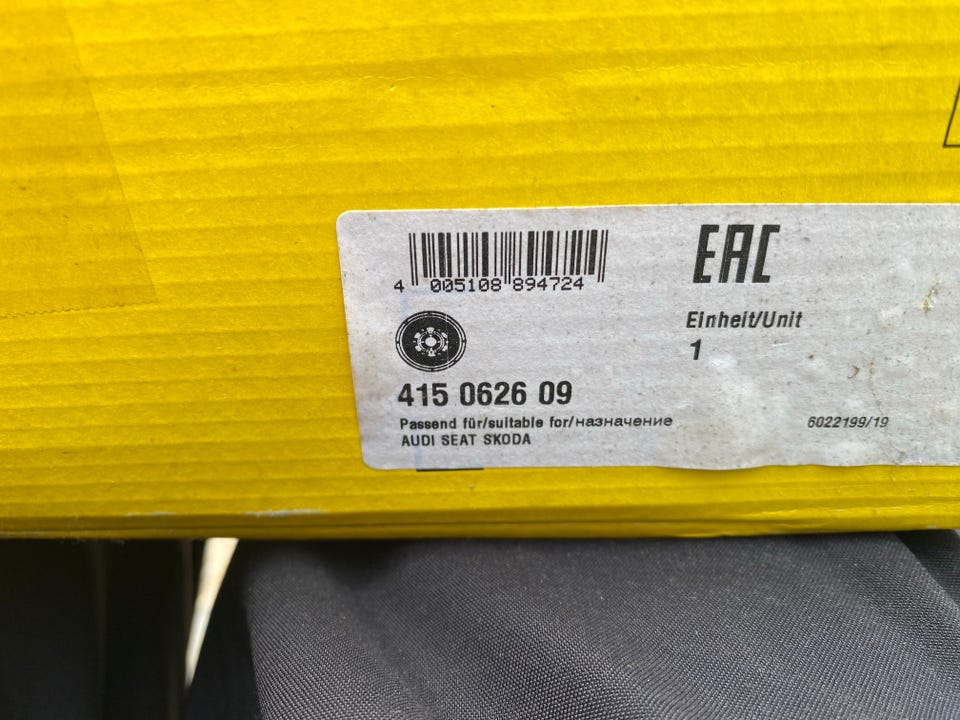 4 005108 894724
EAC
Einheit/Unit
1
415 0626 09
Passend für/suitable for/назначение
AUDI SEAT SKODA
6022199/19